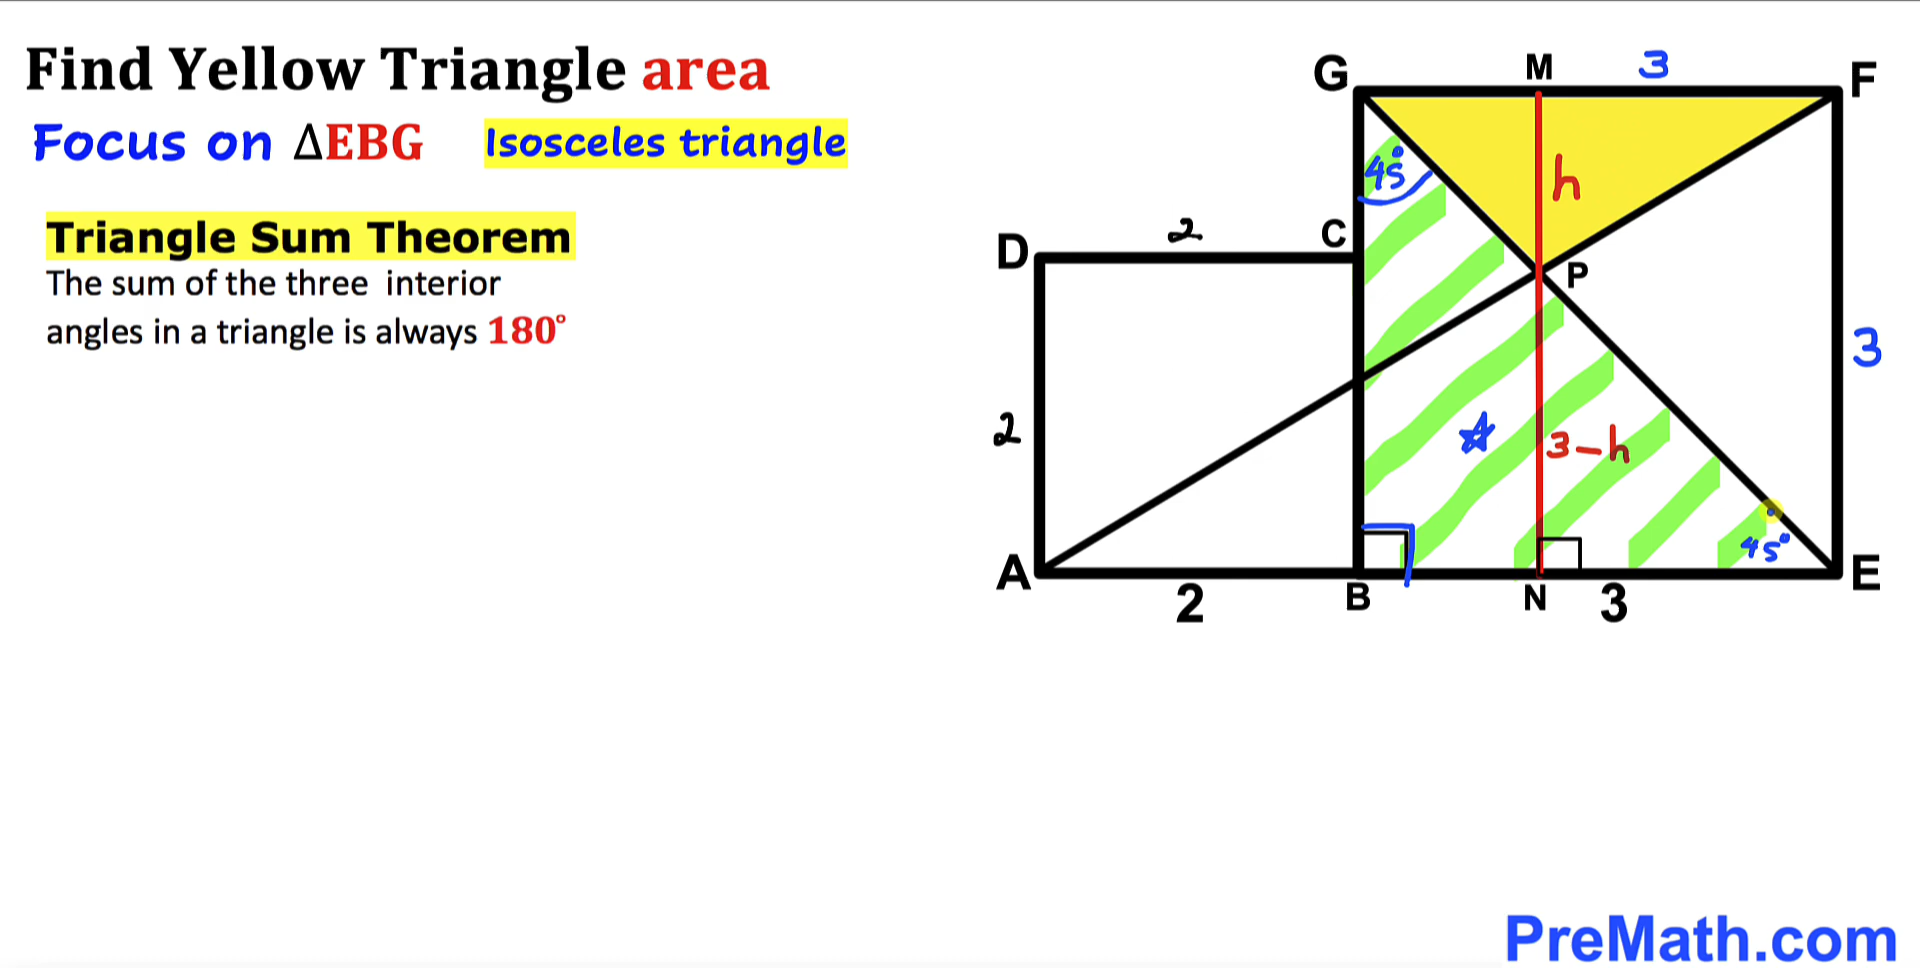 Find Yellow Triangle area
Focus on ΔEBG Isosceles triangle
Triangle Sum Theorem
The sum of the three interior
angles in a triangle is always 180°
G M 3 F
45°
h
D 2 C
P
2
3
3-h
45°
A 2 B N 3 E
PreMath.com